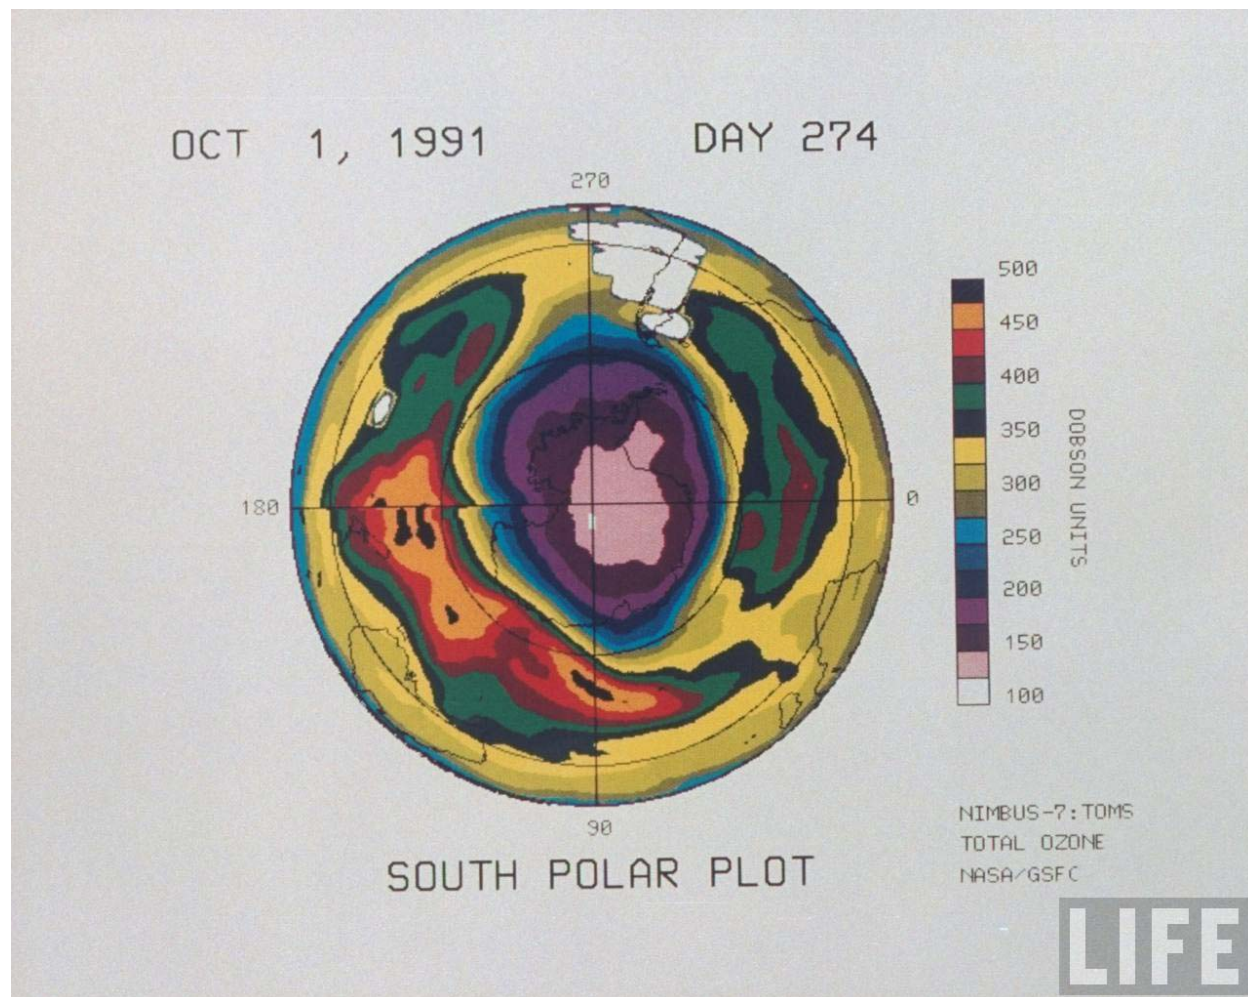 OCT 1, 1991
DAY 274
270
180
0
90
500
450
400
350
300
250
200
150
100
DOBSON UNITS
SOUTH POLAR PLOT
NIMBUS-7:TOMS
TOTAL OZONE
NASA/GSFC
LIFE